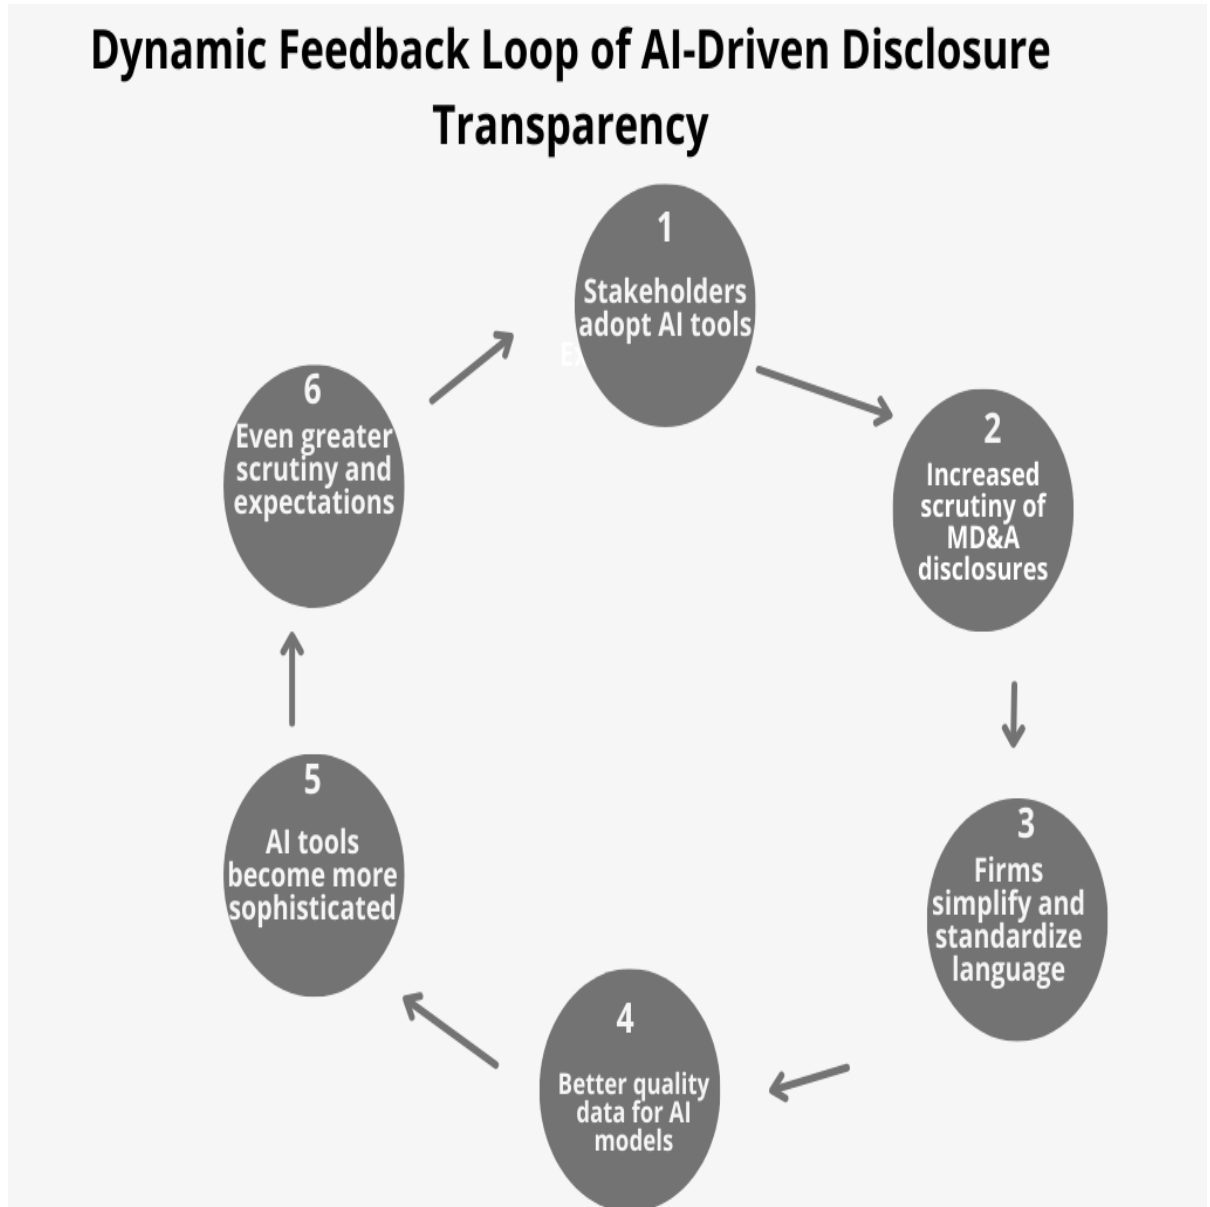 Dynamic Feedback Loop of AI-Driven Disclosure
Transparency
1
Stakeholders
adopt AI tools
2
Increased
scrutiny of
MD&A
disclosures
3
Firms
simplify and
standardize
language
4
Better quality
data for AI
models
5
AI tools
become more
sophisticated
6
Even greater
scrutiny and
expectations